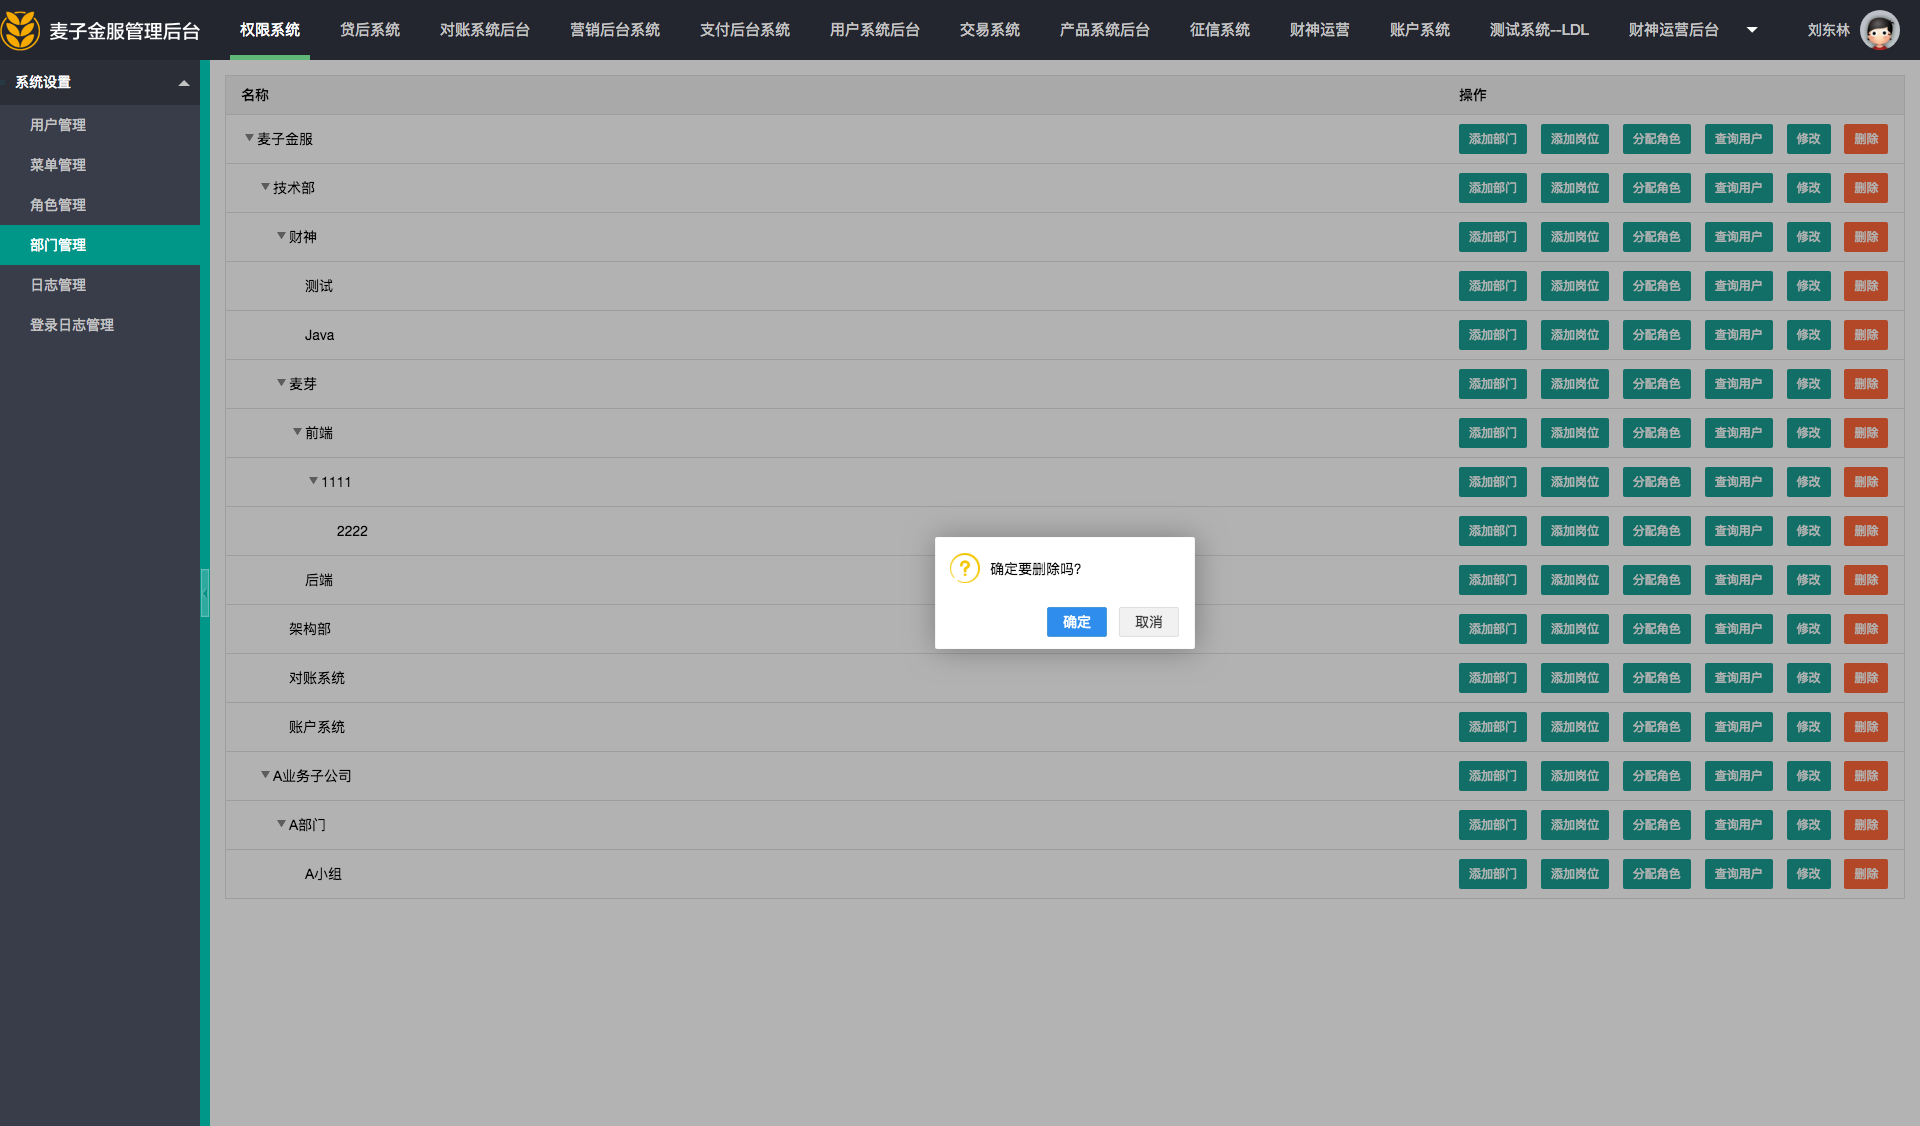 麦子金服管理后台 权限系统 贷后系统 对账系统后台 营销后台系统 支付后台系统 用户系统后台 交易系统 产品系统后台 征信系统 财神运营 账户系统 测试系统--LDL 财神运营后台 刘东林
系统设置
用户管理
菜单管理
角色管理
部门管理
日志管理
登录日志管理
名称 操作
麦子金服 添加部门 添加岗位 分配角色 查询用户 修改 删除
技术部 添加部门 添加岗位 分配角色 查询用户 修改 删除
财神 添加部门 添加岗位 分配角色 查询用户 修改 删除
测试 添加部门 添加岗位 分配角色 查询用户 修改 删除
Java 添加部门 添加岗位 分配角色 查询用户 修改 删除
麦芽 添加部门 添加岗位 分配角色 查询用户 修改 删除
前端 添加部门 添加岗位 分配角色 查询用户 修改 删除
1111 添加部门 添加岗位 分配角色 查询用户 修改 删除
2222 添加部门 添加岗位 分配角色 查询用户 修改 删除
后端 添加部门 添加岗位 分配角色 查询用户 修改 删除
架构部 添加部门 添加岗位 分配角色 查询用户 修改 删除
对账系统 添加部门 添加岗位 分配角色 查询用户 修改 删除
账户系统 添加部门 添加岗位 分配角色 查询用户 修改 删除
A业务子公司 添加部门 添加岗位 分配角色 查询用户 修改 删除
A部门 添加部门 添加岗位 分配角色 查询用户 修改 删除
A小组 添加部门 添加岗位 分配角色 查询用户 修改 删除
? 确定要删除吗?
确定 取消